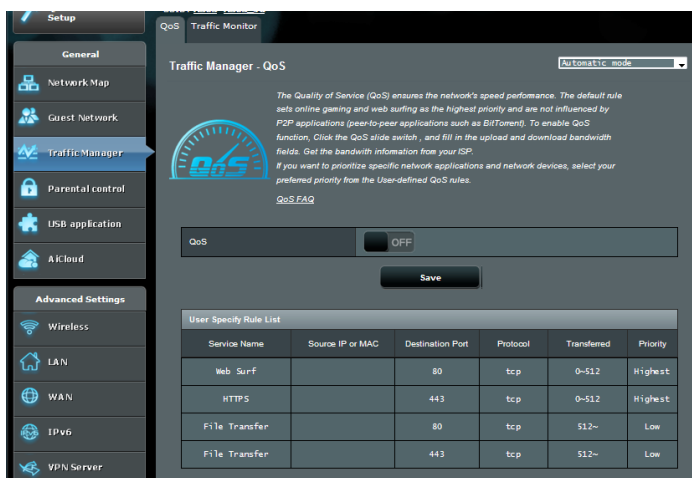 Setup
QoS Traffic Monitor
General
Network Map
Guest Network
Traffic Manager
Parental control
USB application
AiCloud
Advanced Settings
Wireless
LAN
WAN
IPv6
VPN Server
Traffic Manager - QoS
Automatic mode
The Quality of Service (QoS) ensures the network's speed performance. The default rule
sets online gaming and web surfing as the highest priority and are not influenced by
P2P applications (peer-to-peer applications such as BitTorrent). To enable QoS
function, Click the QoS slide switch , and fill in the upload and download bandwidth
fields. Get the bandwidth information from your ISP.
If you want to prioritize specific network applications and network devices, select your
preferred priority from the User-defined QoS rules.
QoS FAQ
QoS
QoS OFF
Save
User Specify Rule List
Service Name Source IP or MAC Destination Port Protocol Transferred Priority
Web Surf 80 tcp 0~512 Highest
HTTPS 443 tcp 0~512 Highest
File Transfer 80 tcp 512~ Low
File Transfer 443 tcp 512~ Low